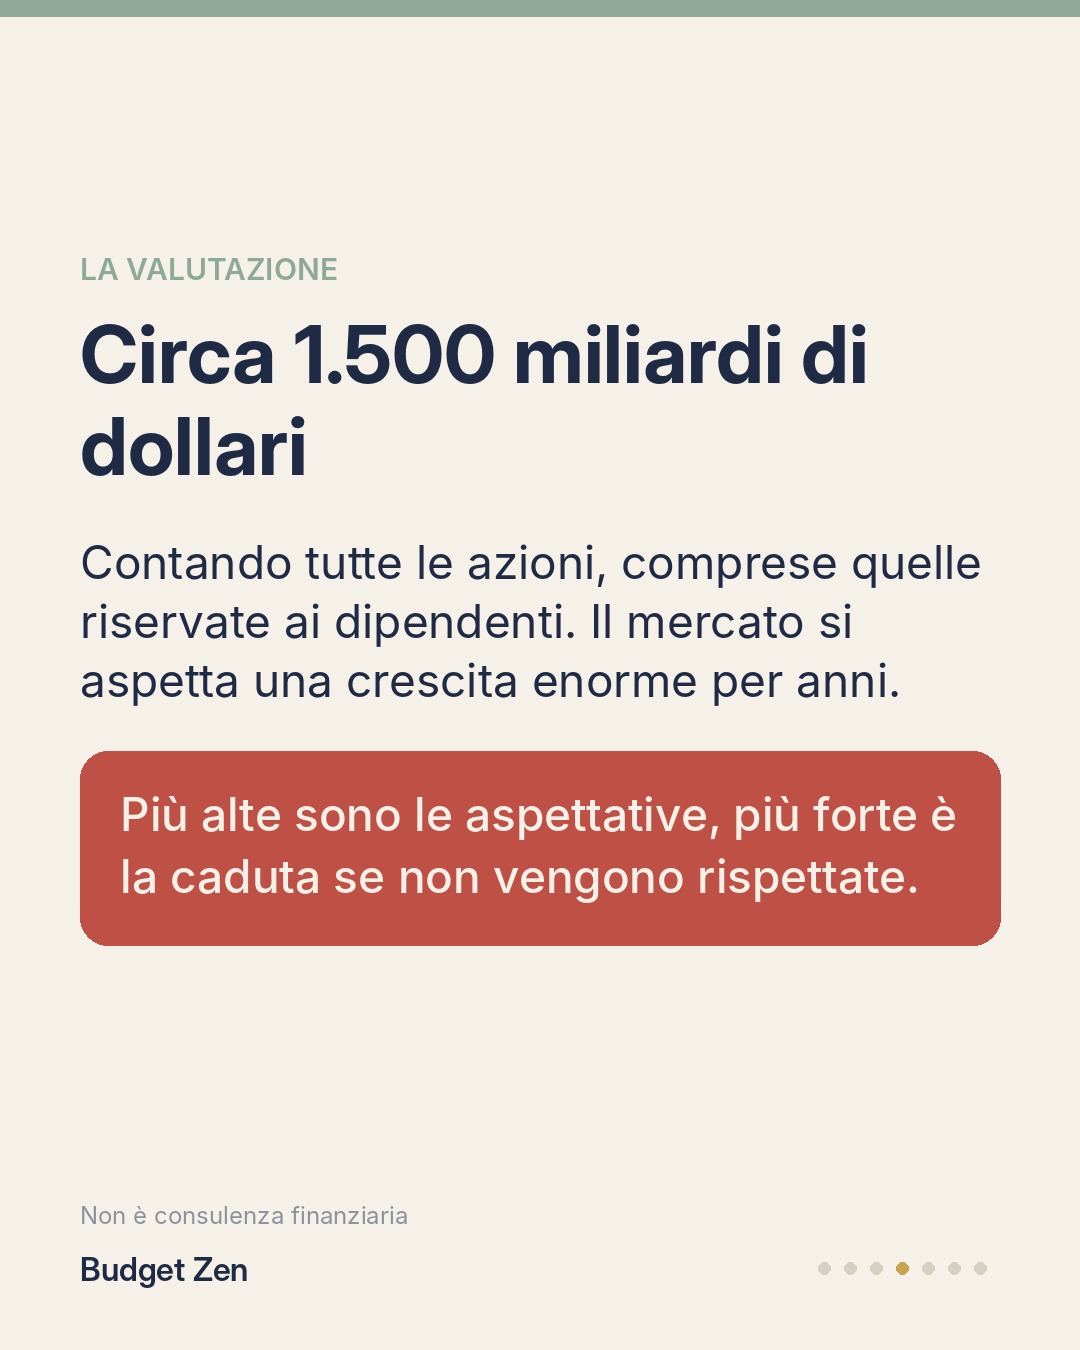 LA VALUTAZIONE
Circa 1.500 miliardi di
dollari
Contando tutte le azioni, comprese quelle
riservate ai dipendenti. Il mercato si
aspetta una crescita enorme per anni.
Più alte sono le aspettative, più forte è
la caduta se non vengono rispettate.
Non è consulenza finanziaria
Budget Zen